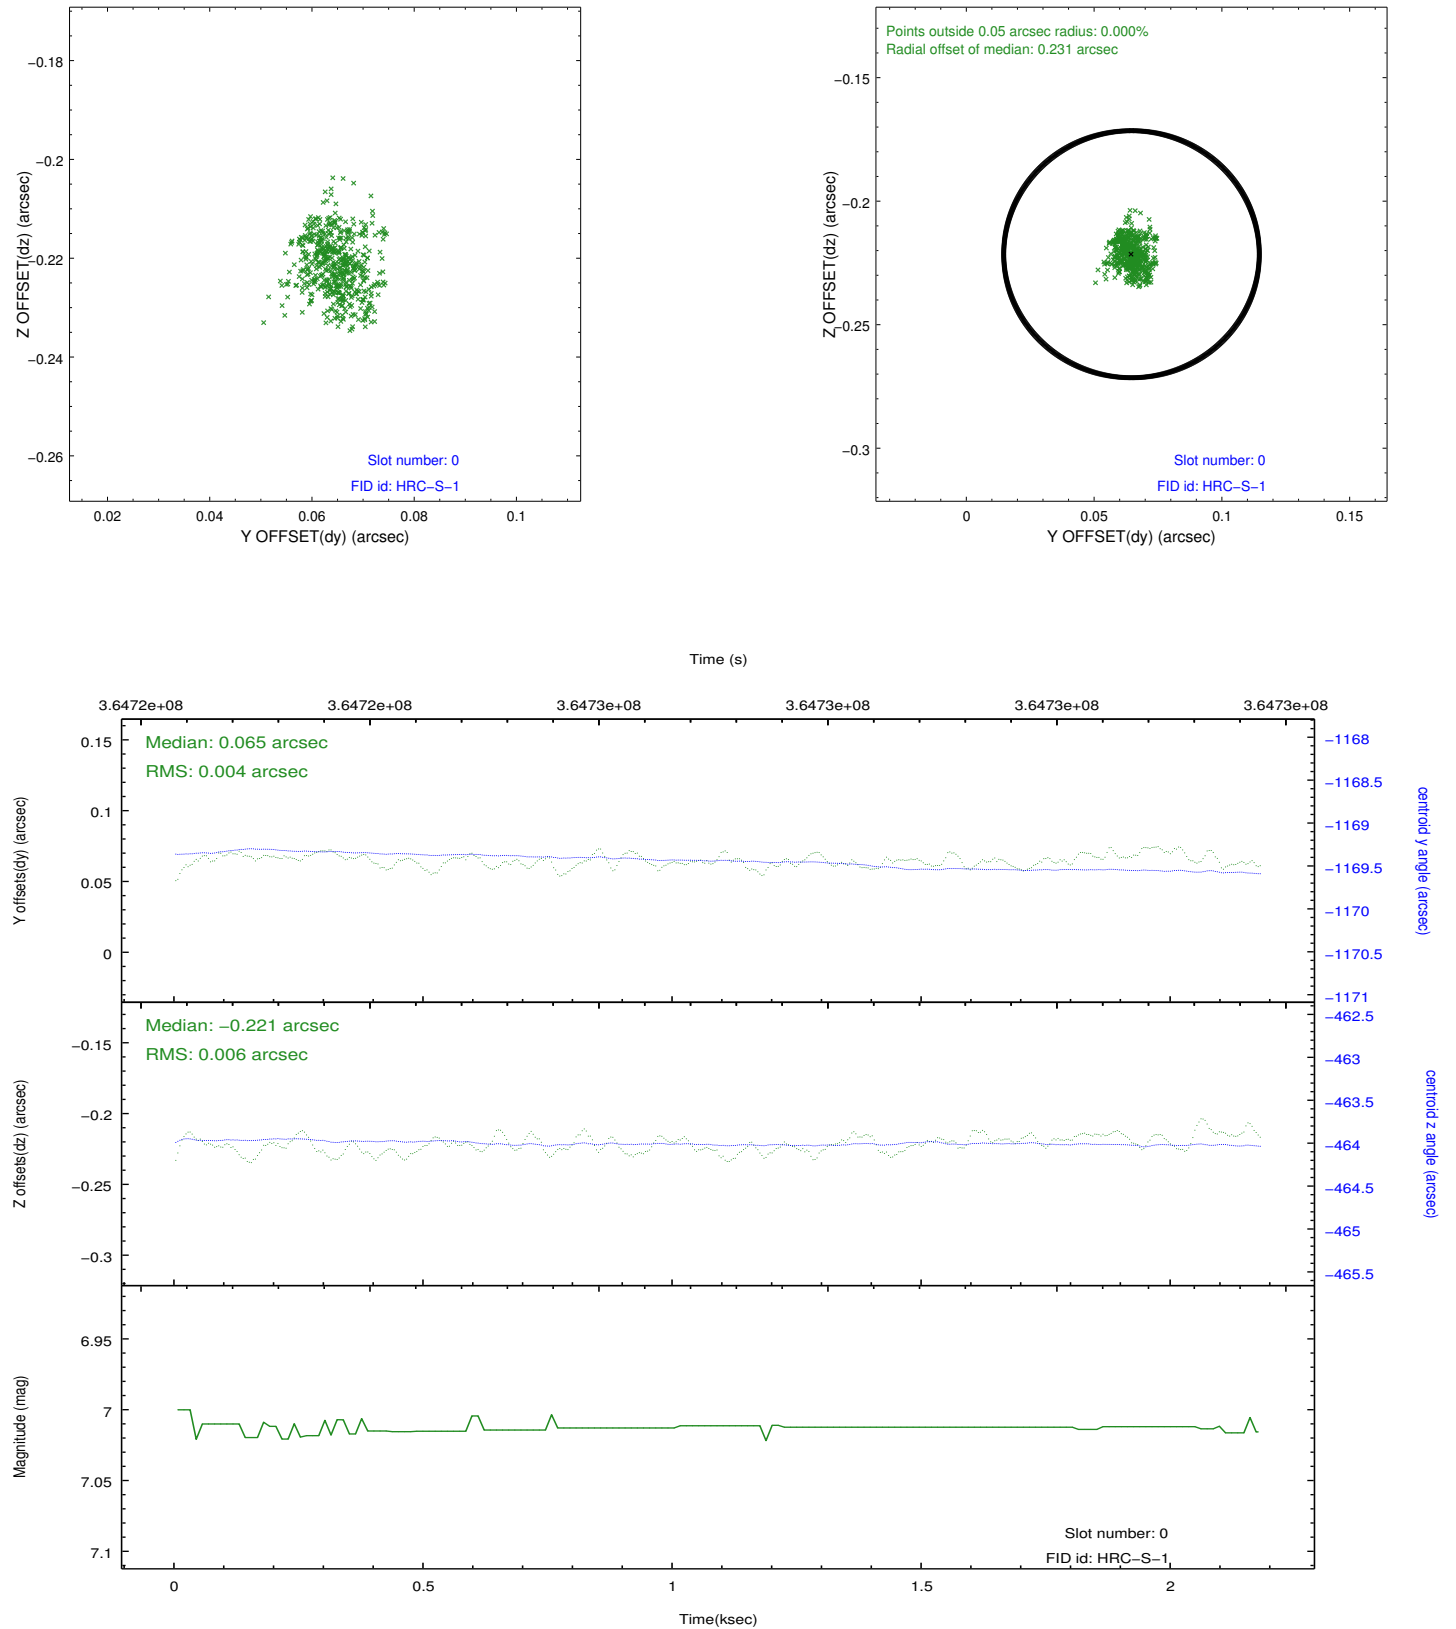 −0.18
−0.2
−0.22
−0.24
−0.26
Z OFFSET(dz) (arcsec)
Slot number: 0
FID id: HRC−S−1
0.02
0.04
0.06
0.08
0.1
Y OFFSET(dy) (arcsec)
Points outside 0.05 arcsec radius: 0.000%
Radial offset of median: 0.231 arcsec
−0.15
−0.2
−0.25
−0.3
Z OFFSET(dz) (arcsec)
Slot number: 0
FID id: HRC−S−1
0
0.05
0.1
0.15
Y OFFSET(dy) (arcsec)
Time (s)
3.6472e+08
3.6472e+08
3.6473e+08
3.6473e+08
3.6473e+08
3.6473e+08
Median: 0.065 arcsec
RMS: 0.004 arcsec
0.15
0.1
0.05
0
Y offsets(dy) (arcsec)
−1168
−1168.5
−1169
−1169.5
−1170
−1170.5
−1171
centroid y angle (arcsec)
Median: −0.221 arcsec
RMS: 0.006 arcsec
−0.15
−0.2
−0.25
−0.3
Z offsets(dz) (arcsec)
−462.5
−463
−463.5
−464
−464.5
−465
−465.5
centroid z angle (arcsec)
6.95
7
7.05
7.1
Magnitude (mag)
Slot number: 0
FID id: HRC−S−1
0
0.5
1
1.5
2
Time(ksec)